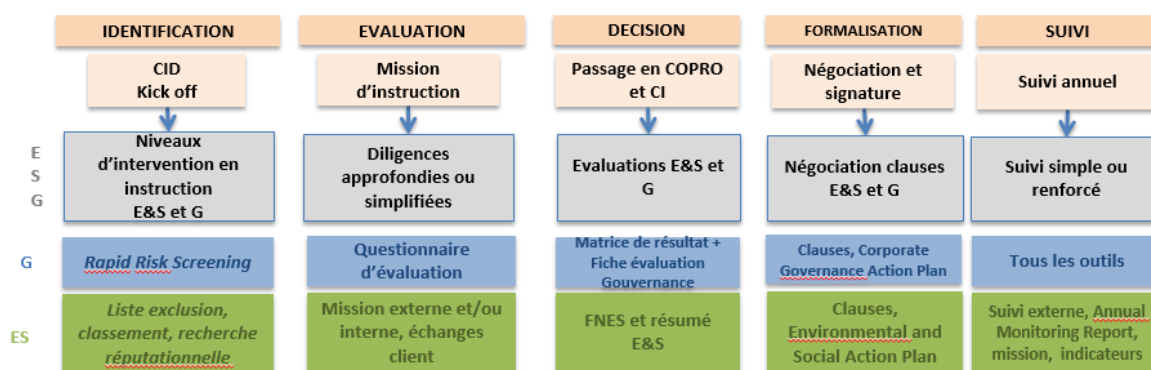 IDENTIFICATION
EVALUATION
DECISION
FORMALISATION
SUIVI
CID
Kick off
Mission
d'instruction
Passage en COPRO
et CI
Négociation et
signature
Suivi annuel
E
S
G
Niveaux
d'intervention en
instruction
E&S et G
Diligences
approfondies ou
simplifiées
Evaluations E&S et
G
Négociation clauses
E&S et G
Suivi simple ou
renforcé
G
Rapid Risk Screening
Questionnaire
d'évaluation
Matrice de résultat +
Fiche évaluation
Gouvernance
Clauses, Corporate
Governance Action Plan
Tous les outils
ES
Liste exclusion,
classement, recherche
réputationnelle
Mission externe et/ou
interne, échanges
client
FNES et résumé
E&S
Clauses,
Environmental and
Social Action Plan
Suivi externe, Annual
Monitoring Report,
mission, indicateurs